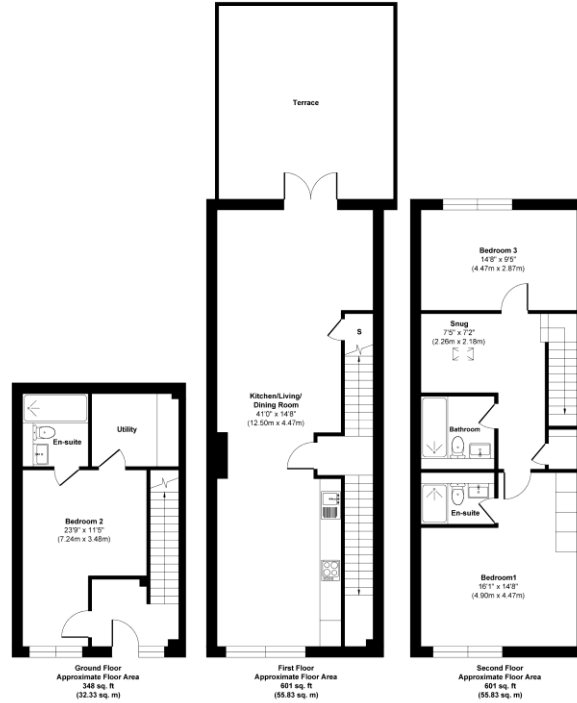 Terrace
Kitchen/Living/
Dining Room
41'0" x 14'8"
(12.50m x 4.47m)
S
First Floor
Approximate Floor Area
601 sq. ft
(55.83 sq. m)
En-suite
Utility
Bedroom 2
23'9" x 11'5"
(7.24m x 3.48m)
Ground Floor
Approximate Floor Area
348 sq. ft
(32.33 sq. m)
Bedroom 3
14'8" x 9'5"
(4.47m x 2.87m)
Snug
7'5" x 7'2"
(2.26m x 2.18m)
Bathroom
En-suite
Bedroom1
16'1" x 14'8"
(4.90m x 4.47m)
Second Floor
Approximate Floor Area
601 sq. ft
(55.83 sq. m)